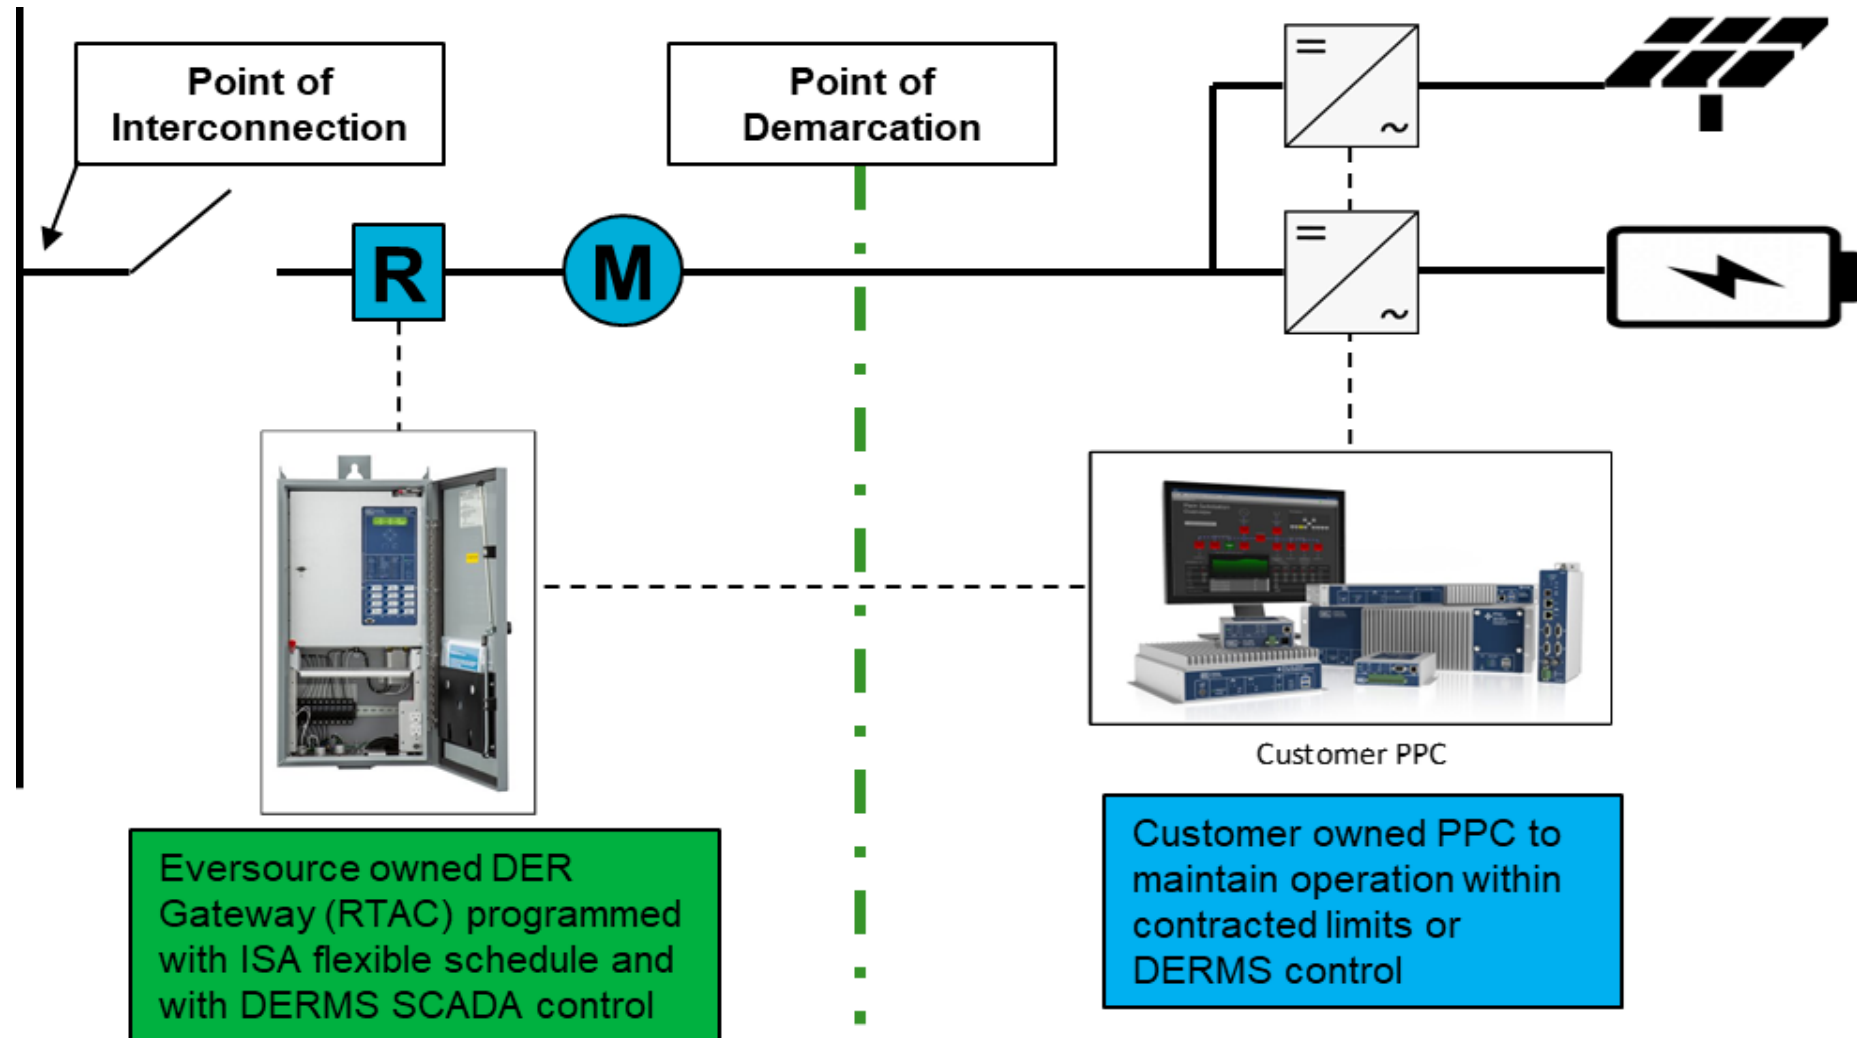 Point of
Interconnection
Point of
Demarcation
R
M
Customer PPC
Eversource owned DER
Gateway (RTAC) programmed
with ISA flexible schedule and
with DERMS SCADA control
Customer owned PPC to
maintain operation within
contracted limits or
DERMS control